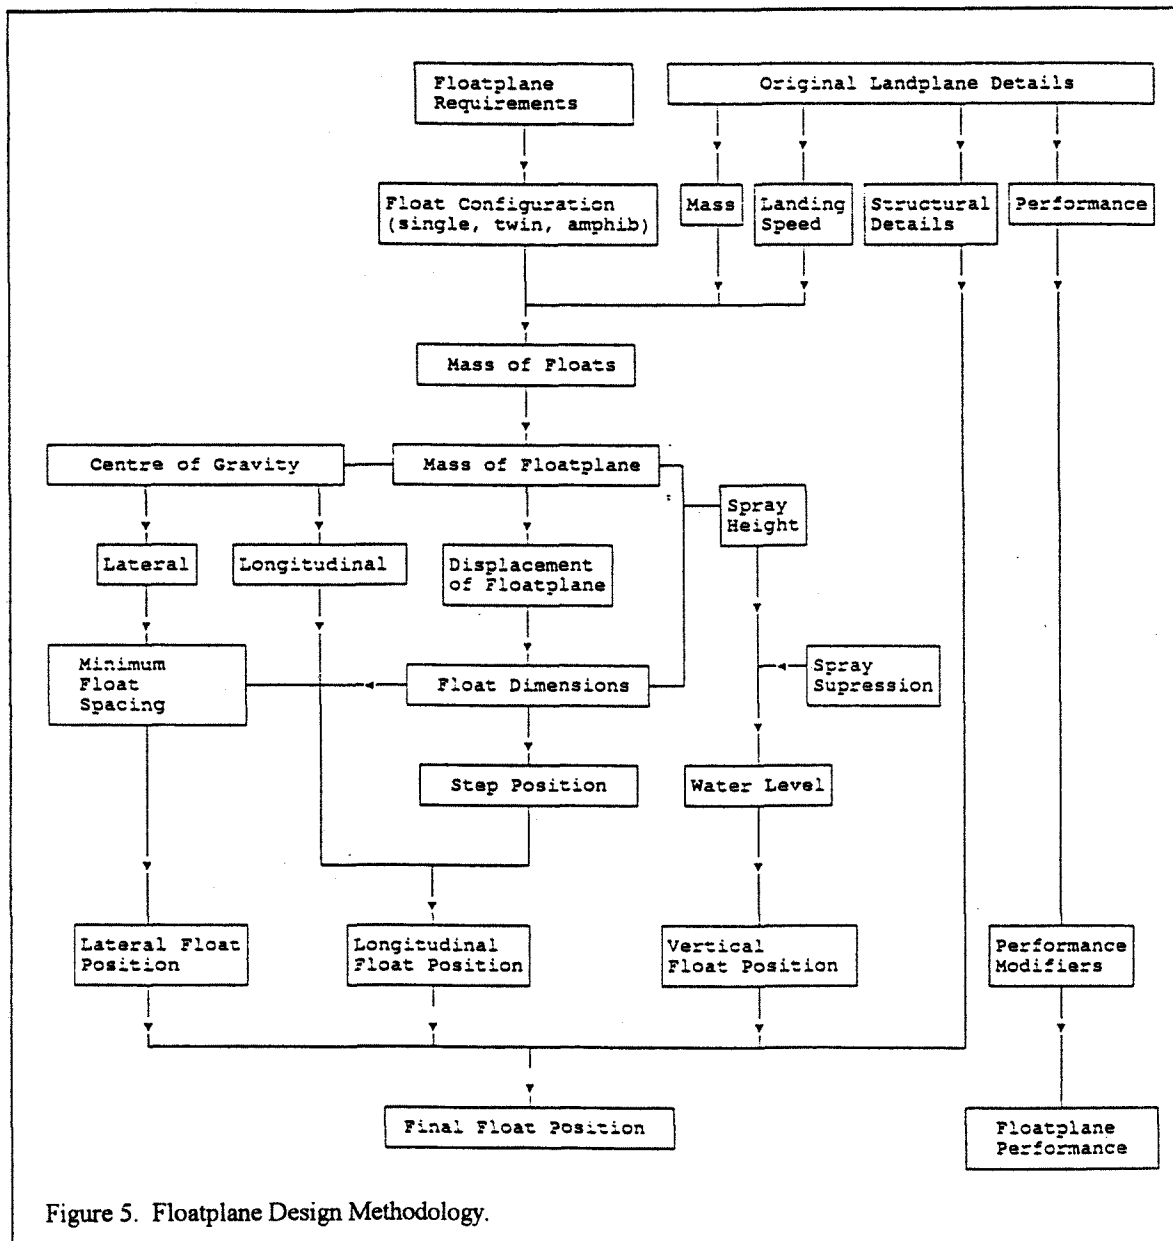 Floatplane
Requirements
Original Landplane Details
Float Configuration
(single, twin, amphib)
Mass
Landing
Speed
Structural
Details
Performance
Mass of Floats
Centre of Gravity
Mass of Floatplane
Spray
Height
Lateral
Longitudinal
Displacement
of Floatplane
Minimum
Float
Spacing
Float Dimensions
Spray
Supression
Step Position
Water Level
Lateral Float
Position
Longitudinal
Float Position
Vertical
Float Position
Performance
Modifiers
Final Float Position
Floatplane
Performance
Figure 5. Floatplane Design Methodology.